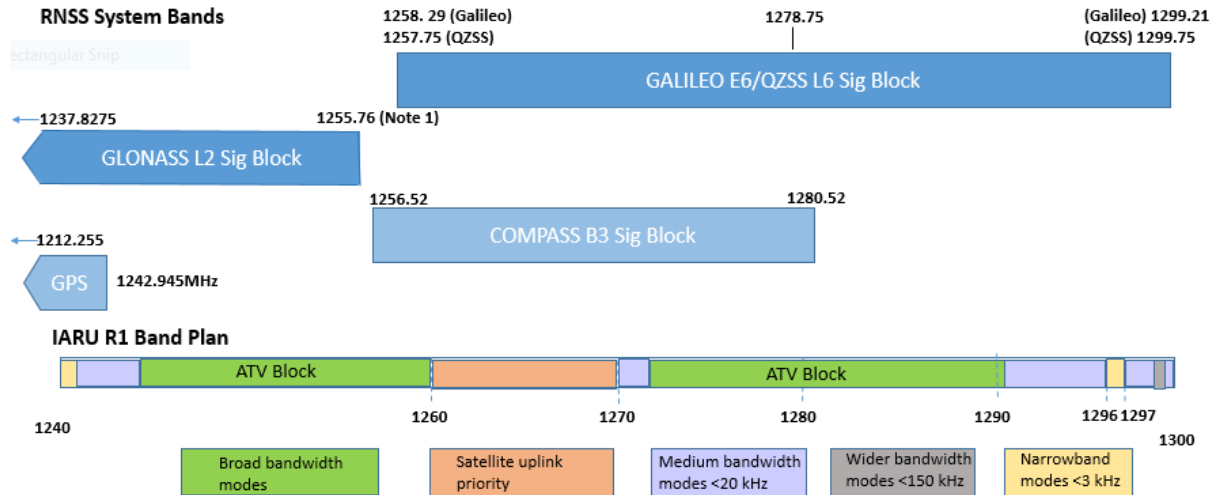 RNSS System Bands
1258. 29 (Galileo)
1257.75 (QZSS)
1278.75
(Galileo) 1299.21
(QZSS) 1299.75
ectangular Snip
GALILEO E6/QZSS L6 Sig Block
1237.8275
1255.76 (Note 1)
GLONASS L2 Sig Block
1256.52
1280.52
COMPASS B3 Sig Block
1212.255
GPS
1242.945MHz
IARU R1 Band Plan
ATV Block
ATV Block
1240
1260
1270
1280
1290
1296
1297
1300
Broad bandwidth
modes
Satellite uplink
priority
Medium bandwidth
modes <20 kHz
Wider bandwidth
modes <150 kHz
Narrowband
modes <3 kHz